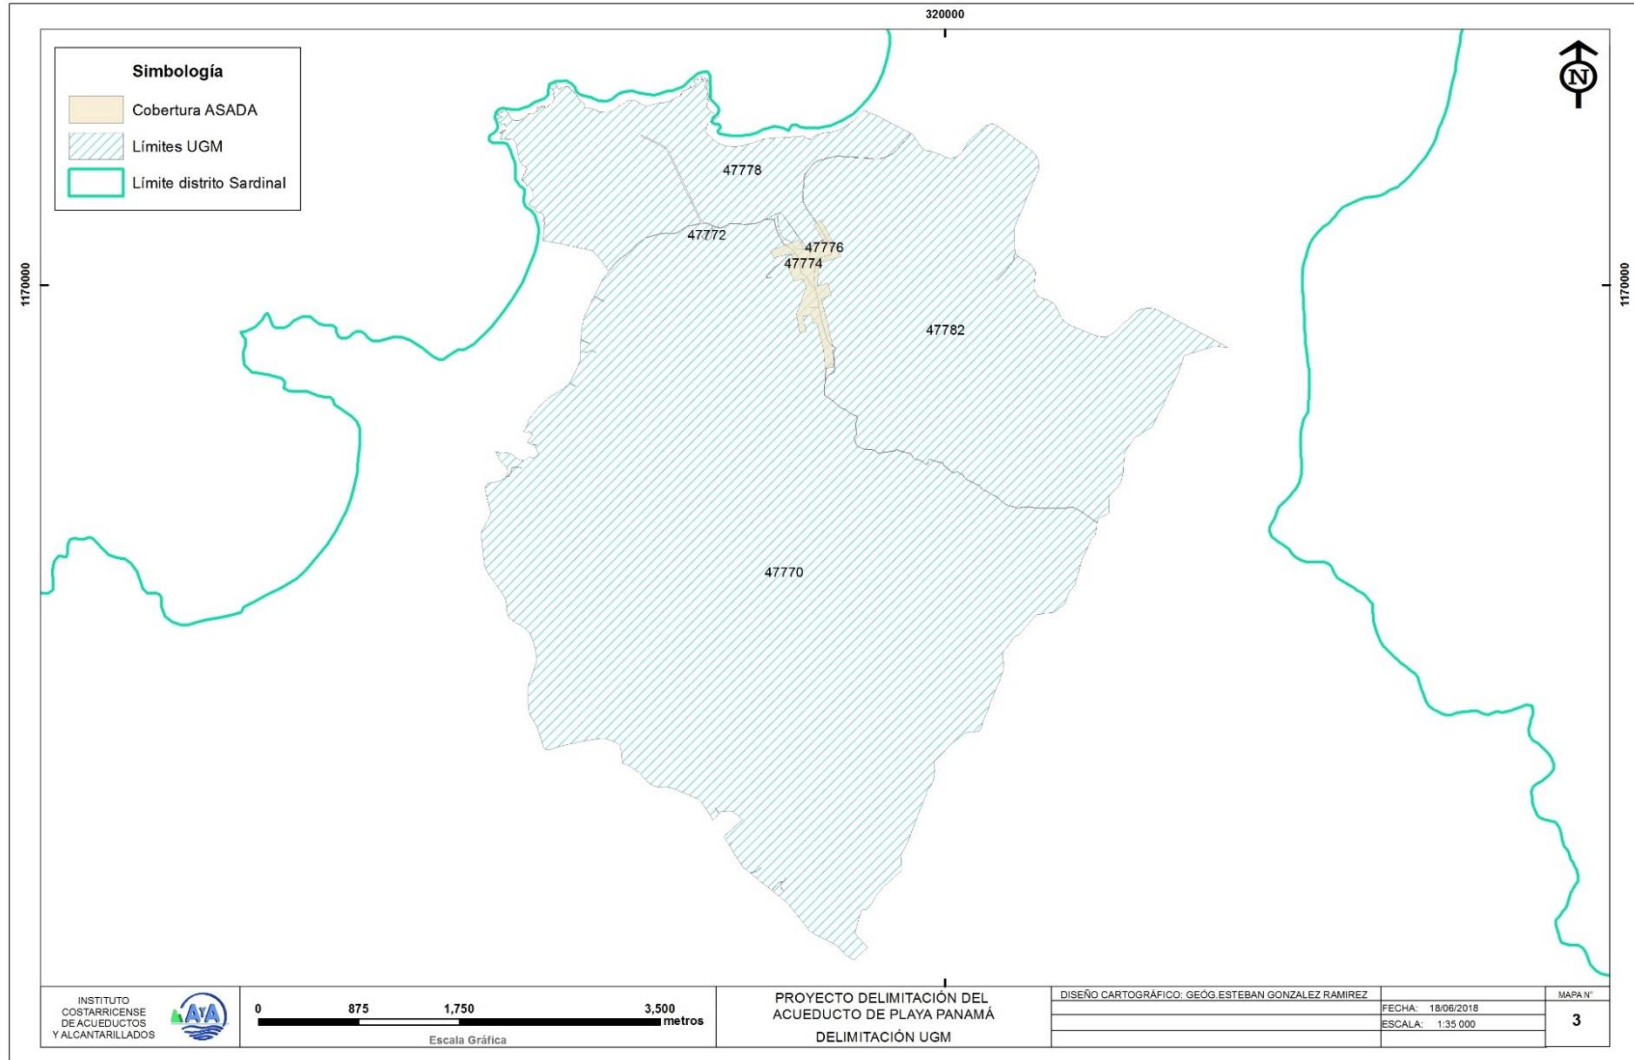 320000
Simbología
Cobertura ASADA
Límites UGM
Límite distrito Sardinal
N
47778
47772
47776
47774
1170000
1170000
47782
47770
INSTITUTO
COSTARRICENSE
DE ACUEDUCTOS
Y ALCANTARILLADOS
AyA
0 875 1,750 3,500
metros
Escala Gráfica
PROYECTO DELIMITACIÓN DEL
ACUEDUCTO DE PLAYA PANAMÁ
DELIMITACIÓN UGM
DISEÑO CARTOGRÁFICO: GEÓG.ESTEBAN GONZALEZ RAMIREZ
FECHA: 18/06/2018
ESCALA: 1:35 000
MAPA N°
3